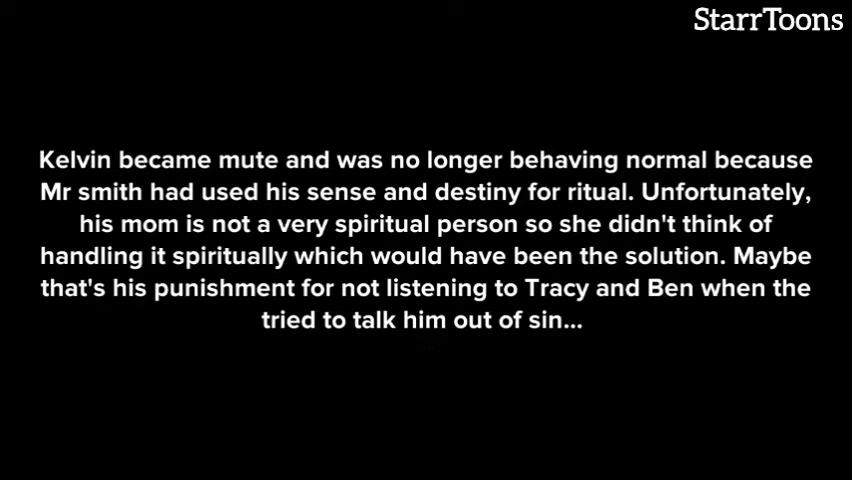 StarrToons
Kelvin became mute and was no longer behaving normal because
Mr smith had used his sense and destiny for ritual. Unfortunately,
his mom is not a very spiritual person so she didn't think of
handling it spiritually which would have been the solution. Maybe
that's his punishment for not listening to Tracy and Ben when the
tried to talk him out of sin...